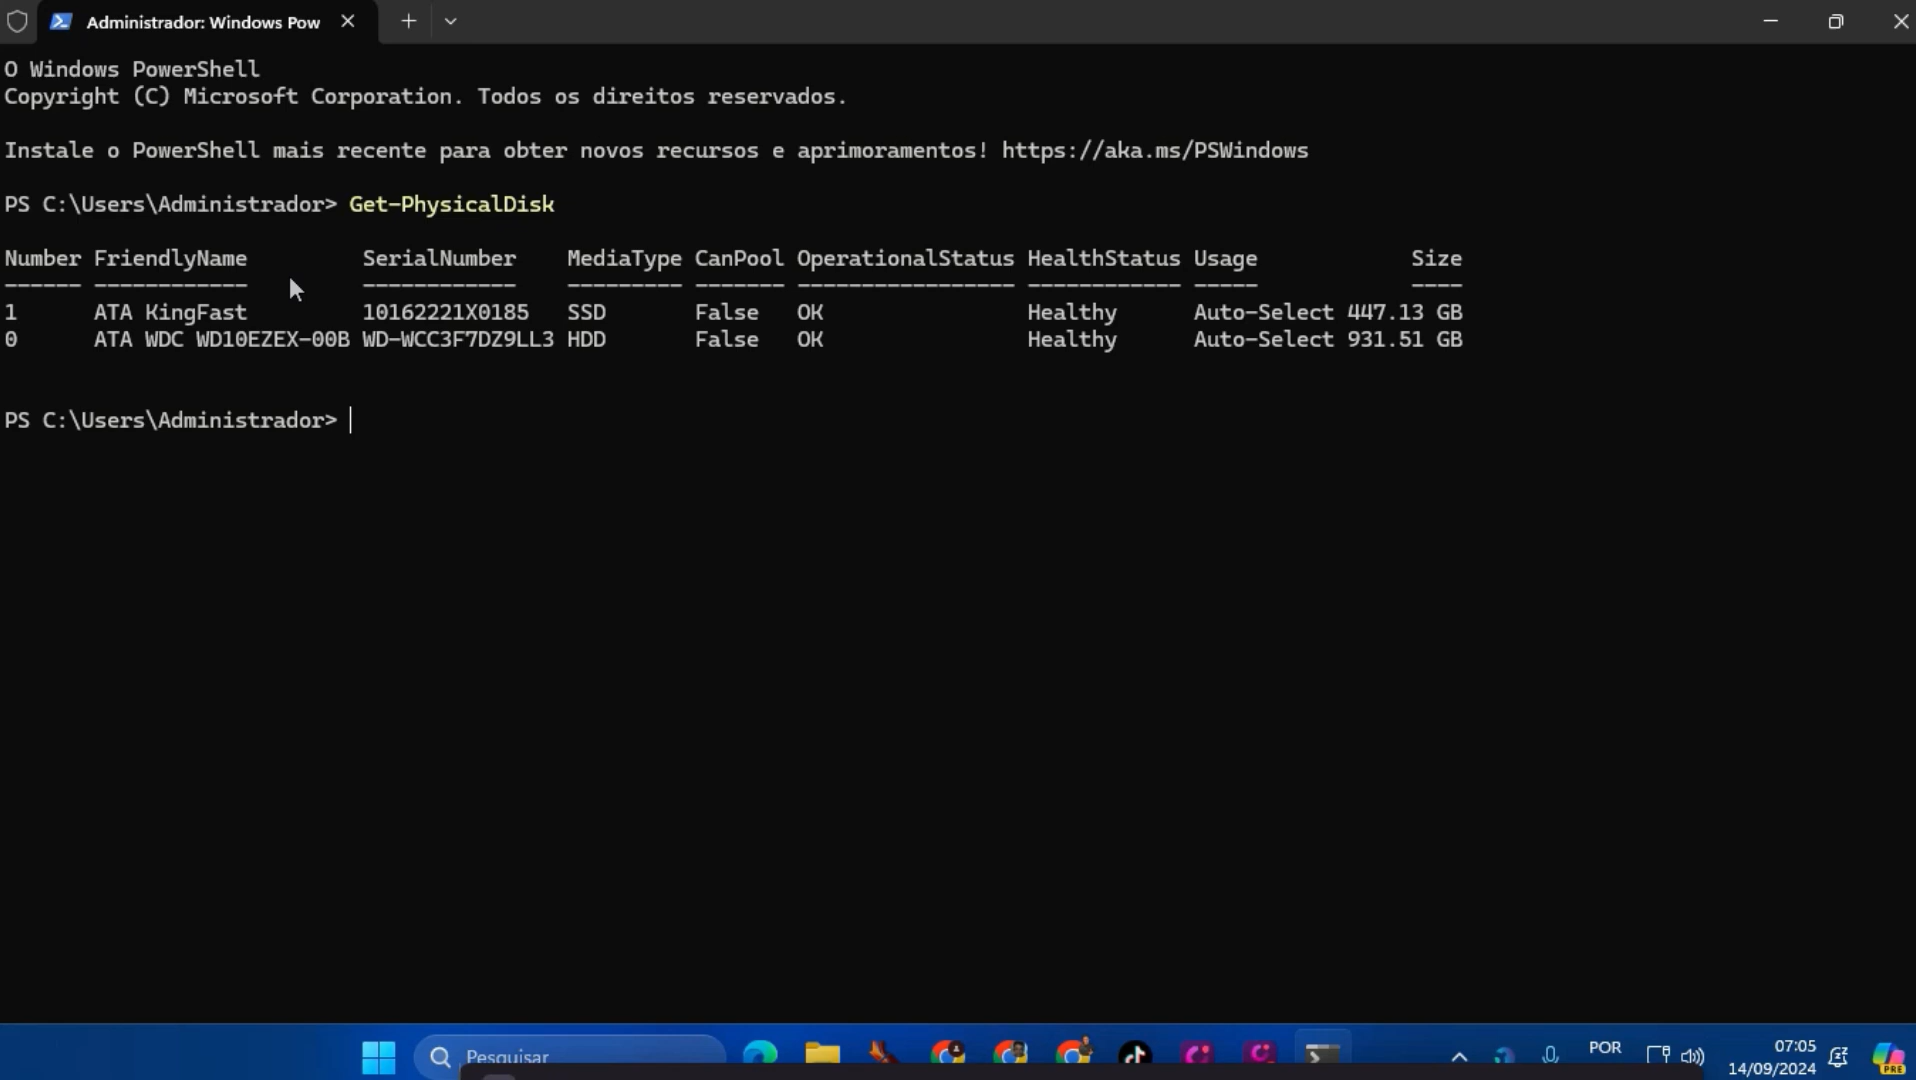 Administrador: Windows Pow
O Windows PowerShell
Copyright (C) Microsoft Corporation. Todos os direitos reservados.
Instale o PowerShell mais recente para obter novos recursos e aprimoramentos! https://aka.ms/PSWindows
PS C:\Users\Administrador> Get-PhysicalDisk
Number FriendlyName SerialNumber MediaType CanPool OperationalStatus HealthStatus Usage Size
------ ------------ ------------ --------- ------- ----------------- ------------ ----- ----
1 ATA KingFast 10162221X0185 SSD False OK Healthy Auto-Select 447.13 GB
0 ATA WDC WD10EZEX-00B WD-WCC3F7DZ9LL3 HDD False OK Healthy Auto-Select 931.51 GB
PS C:\Users\Administrador>
Pesquisar
POR
07:05
14/09/2024
PRE